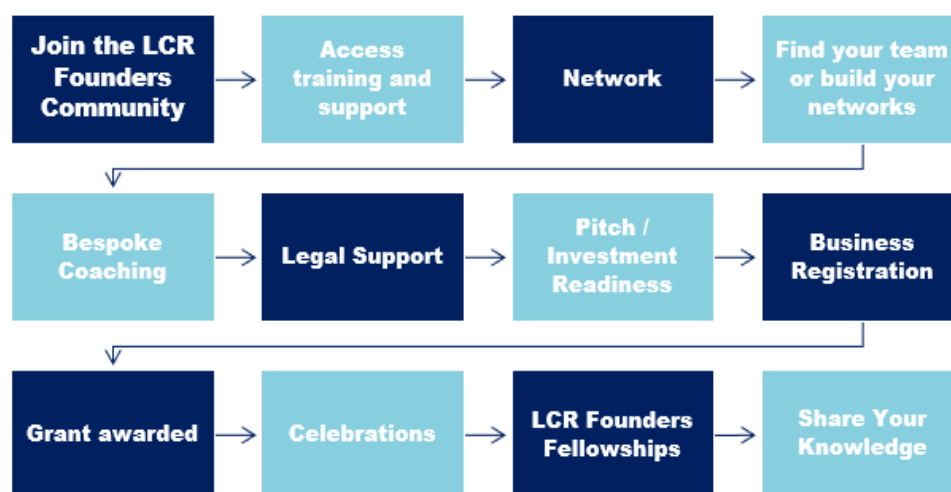 Join the LCR
Founders
Community
Access
training and
support
Network
Find your team
or build your
networks
Bespoke
Coaching
Legal Support
Pitch /
Investment
Readiness
Business
Registration
Grant awarded
Celebrations
LCR Founders
Fellowships
Share Your
Knowledge